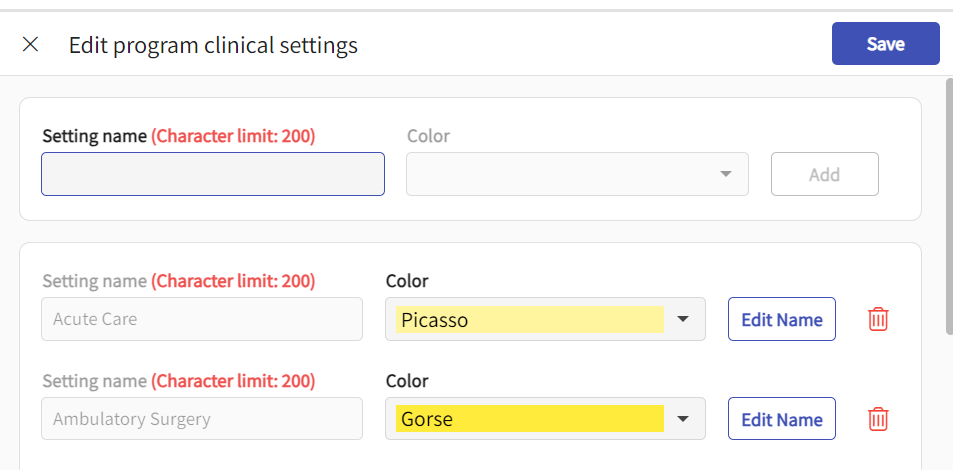 Edit program clinical settings
Save
Setting name (Character limit: 200)
Color
Add
Setting name (Character limit: 200)
Color
Acute Care
Picasso
Edit Name
Setting name (Character limit: 200)
Color
Ambulatory Surgery
Gorse
Edit Name